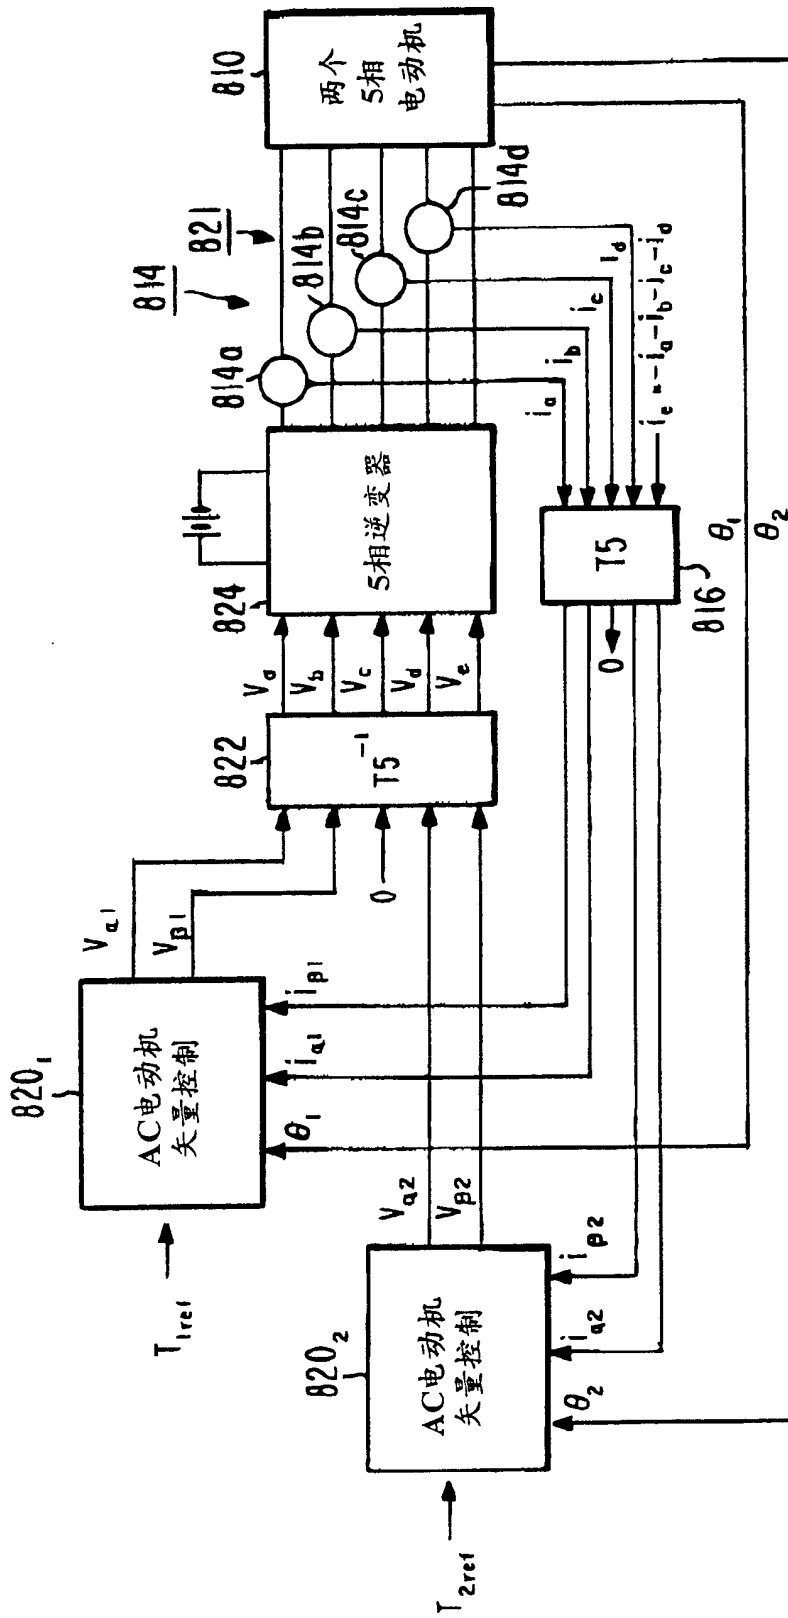 810
两个
5相
电动机
821
814
814a
814b
814c
814d
824
5相逆变器
822
T5⁻¹
Va
Vb
Vc
Vd
Ve
0
ia
ib
ic
id
ie = -ia-ib-ic-id
T5
816
0
θ1
θ2
820₁
AC电动机
矢量控制
T1ref
Vα1
Vβ1
iβ1
iα1
θ1
820₂
AC电动机
矢量控制
T2ref
Vα2
Vβ2
iβ2
iα2
θ2